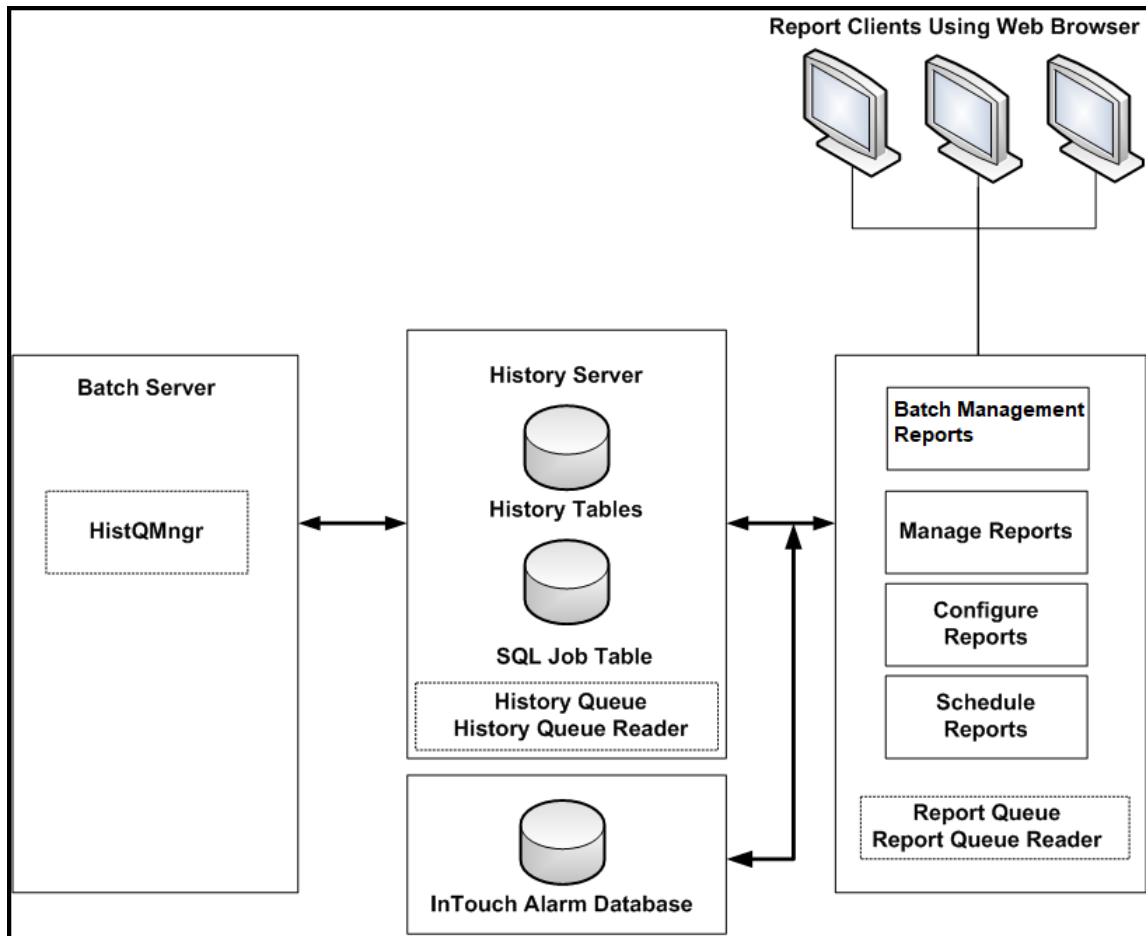 Report Clients Using Web Browser
Batch Server
HistQMngr
History Server
History Tables
SQL Job Table
History Queue
History Queue Reader
InTouch Alarm Database
Batch Management
Reports
Manage Reports
Configure
Reports
Schedule
Reports
Report Queue
Report Queue Reader